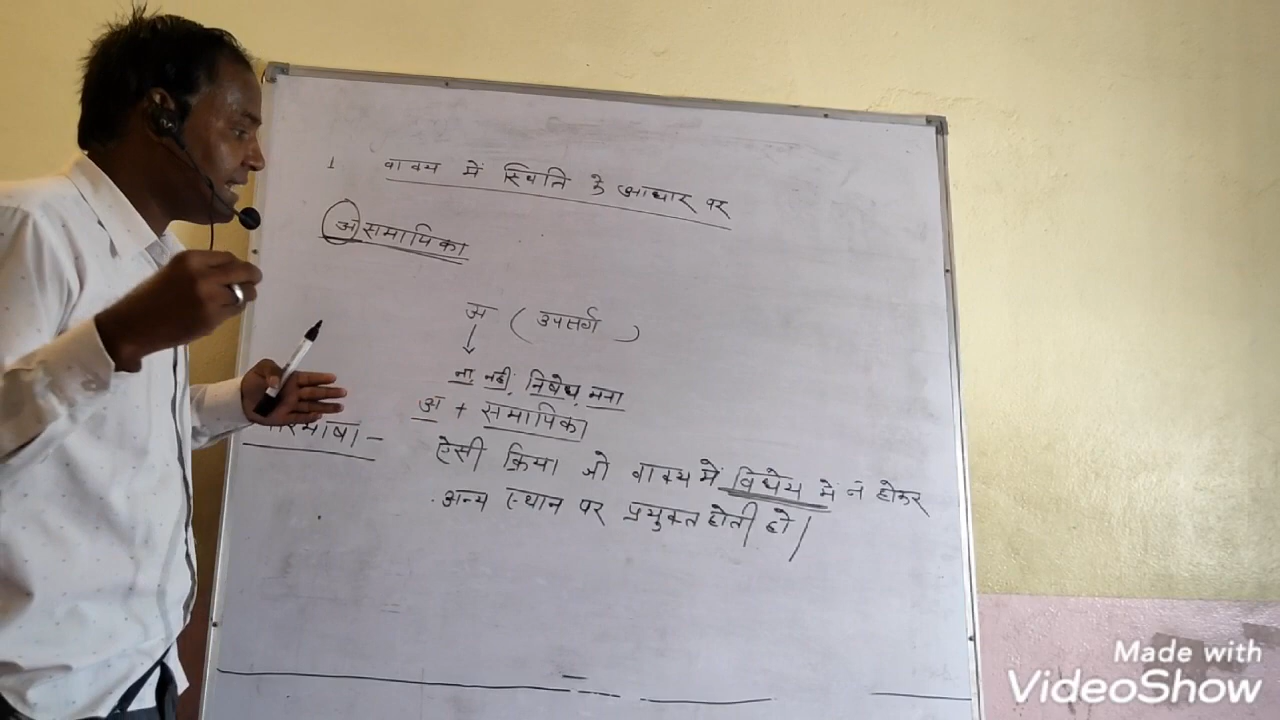 1 वाक्य में स्थिति के आधार पर
असमापिका
अ ( उपसर्ग )
ना, नहीं, निषेध, मना
अ + समापिका
परिभाषा -
ऐसी क्रिया जो वाक्य में विधेय में न होकर
अन्य स्थान पर प्रयुक्त होती हो।
Made with
VideoShow